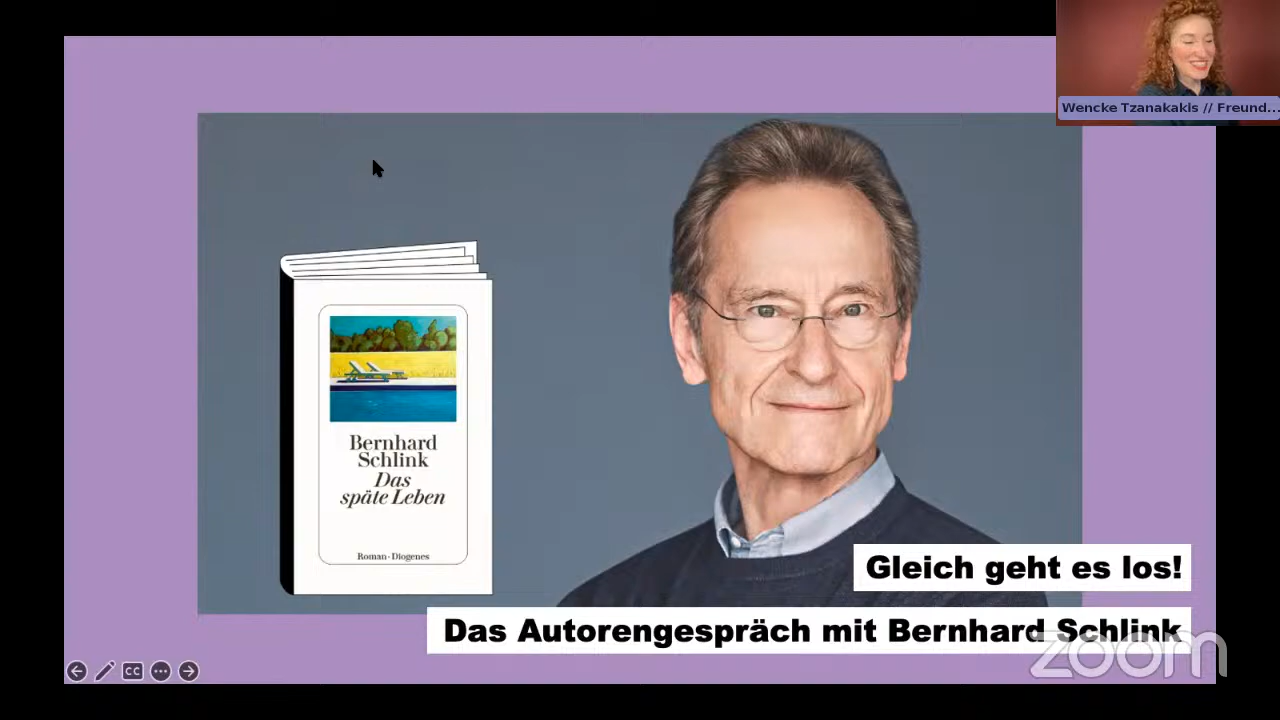 Wencke Tzanakakis // Freund...
Bernhard
Schlink
Das
späte Leben
Roman · Diogenes
Gleich geht es los!
Das Autorengespräch mit Bernhard Schlink
zoom
CC